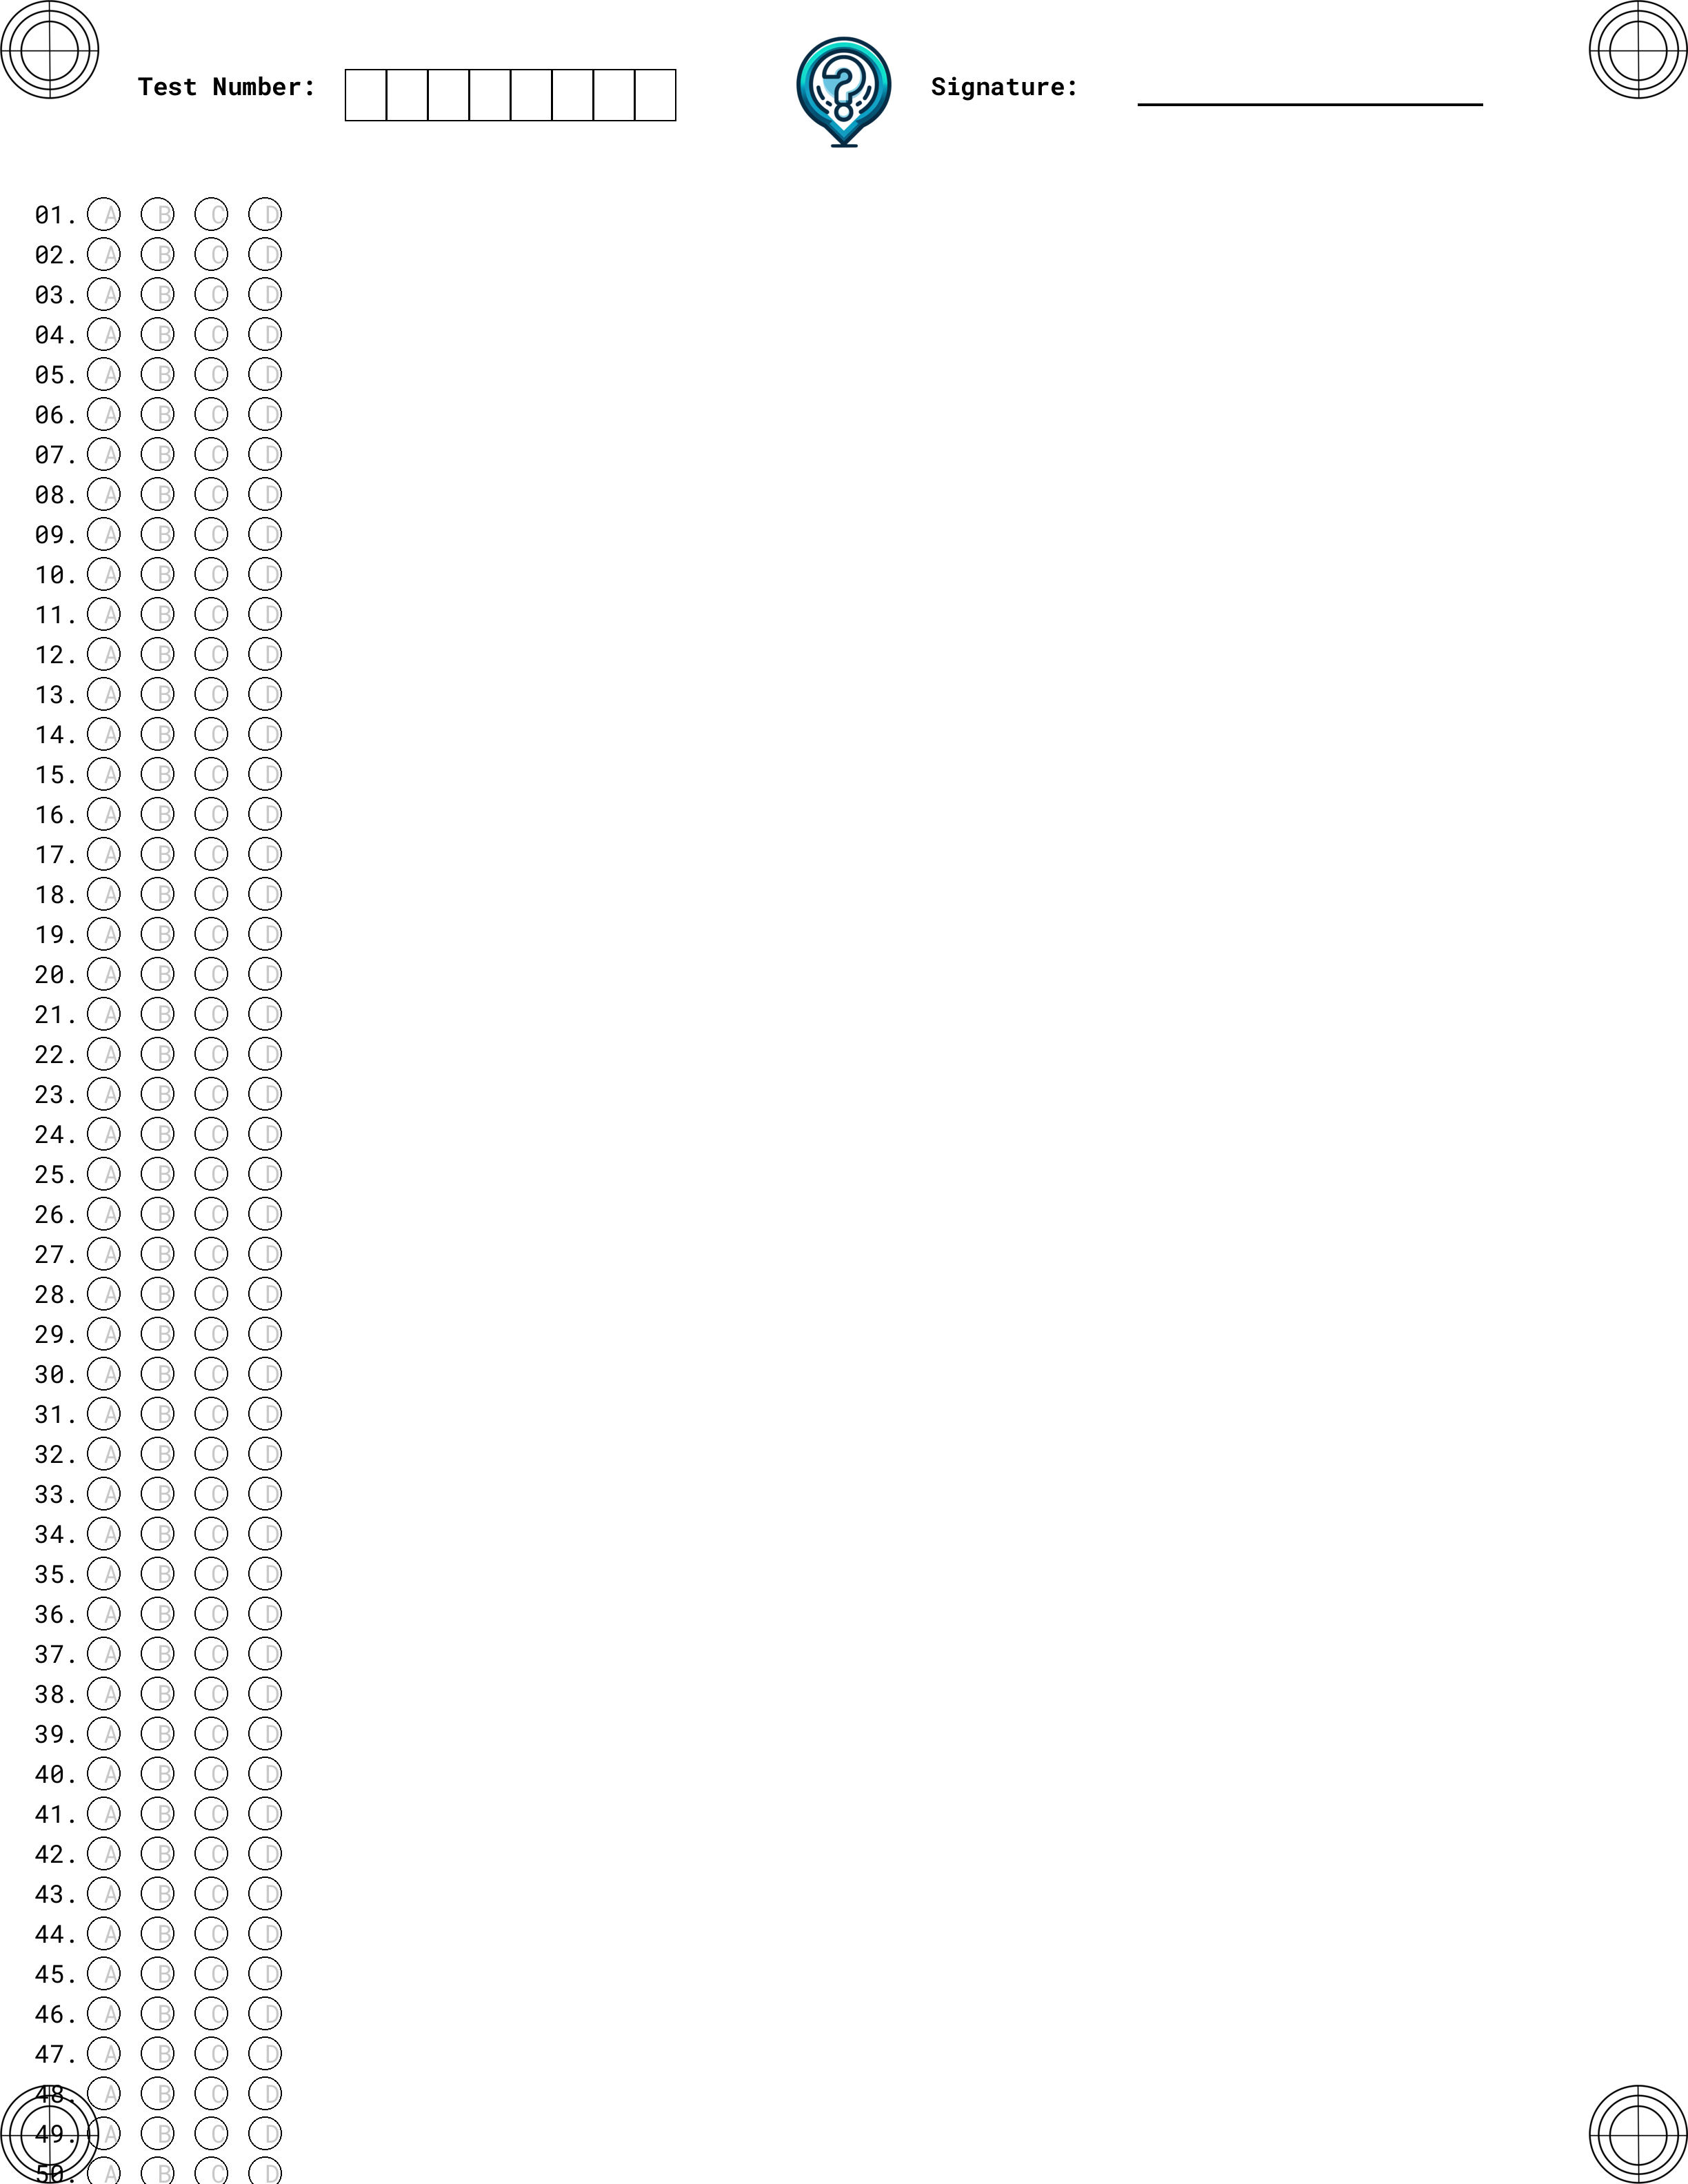 Test Number: Signature:
01. A B C D
02. A B C D
03. A B C D
04. A B C D
05. A B C D
06. A B C D
07. A B C D
08. A B C D
09. A B C D
10. A B C D
11. A B C D
12. A B C D
13. A B C D
14. A B C D
15. A B C D
16. A B C D
17. A B C D
18. A B C D
19. A B C D
20. A B C D
21. A B C D
22. A B C D
23. A B C D
24. A B C D
25. A B C D
26. A B C D
27. A B C D
28. A B C D
29. A B C D
30. A B C D
31. A B C D
32. A B C D
33. A B C D
34. A B C D
35. A B C D
36. A B C D
37. A B C D
38. A B C D
39. A B C D
40. A B C D
41. A B C D
42. A B C D
43. A B C D
44. A B C D
45. A B C D
46. A B C D
47. A B C D
48. A B C D
49. A B C D
50. A B C D